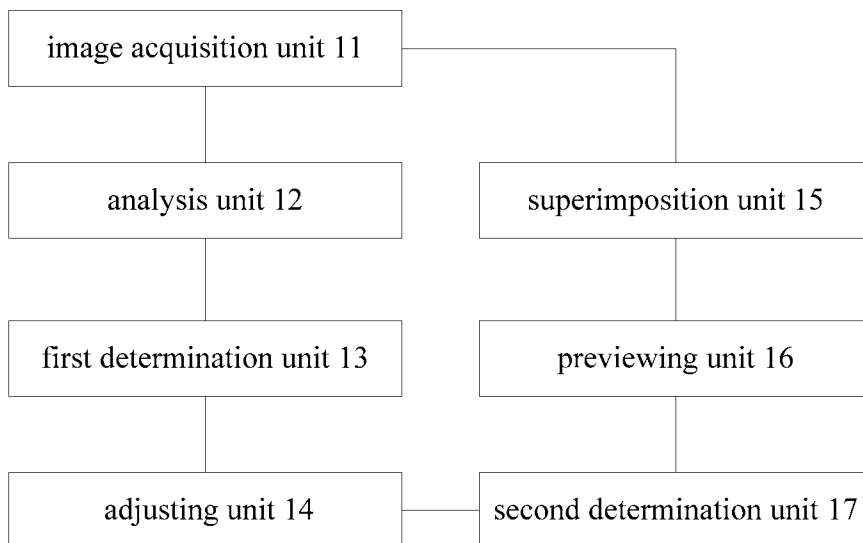 image acquisition unit 11
analysis unit 12
superimposition unit 15
first determination unit 13
previewing unit 16
adjusting unit 14
second determination unit 17